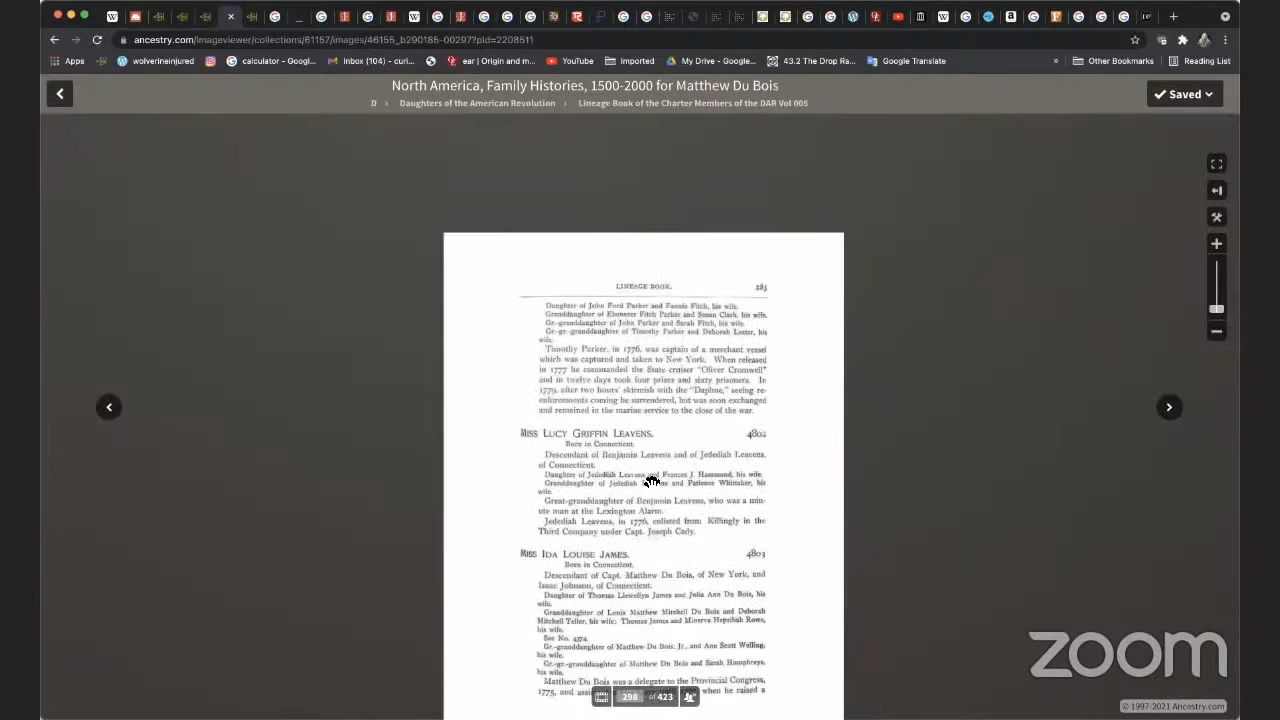 ancestry.com/imageviewer/collections/61157/images/46155_b290185-00297?pId=2208511
Apps
wolverineinjured
calculator - Googl...
Inbox (104) - curi...
ear | Origin and m...
YouTube
Imported
My Drive - Google...
43.2 The Drop Ra...
Google Translate
»
Other Bookmarks
Reading List
North America, Family Histories, 1500-2000 for Matthew Du Bois
D › Daughters of the American Revolution › Lineage Book of the Charter Members of the DAR Vol 005
Saved
LINEAGE BOOK. 285
Daughter of John Ford Parker and Fannie Fitch, his wife.
Granddaughter of Ebenezer Fitch Parker and Susan Clark, his wife.
Gr.-granddaughter of John Parker and Sarah Fitch, his wife.
Gr.-gr.-granddaughter of Timothy Parker and Deborah Lester, his
wife.
Timothy Parker, in 1776, was captain of a merchant vessel
which was captured and taken to New York. When released
in 1777 he commanded the State cruiser "Oliver Cromwell"
and in twelve days took four prizes and sixty prisoners. In
1779, after two hours' skirmish with the "Daphne," seeing re-
enforcements coming he surrendered, but was soon exchanged
and remained in the marine service to the close of the war.
MISS LUCY GRIFFIN LEAVENS. 4802
Born in Connecticut.
Descendant of Benjamin Leavens and of Jedediah Leavens,
of Connecticut.
Daughter of Jedediah Leavens and Frances J. Hammond, his wife.
Granddaughter of Jedediah and Patience Whittaker, his
wife.
Great-granddaughter of Benjamin Leavens, who was a min-
ute man at the Lexington Alarm.
Jedediah Leavens, in 1776, enlisted from Killingly in the
Third Company under Capt. Joseph Cady.
MISS IDA LOUISE JAMES. 4803
Born in Connecticut.
Descendant of Capt. Matthew Du Bois, of New York, and
Isaac Johnson, of Connecticut.
Daughter of Thomas Llewellyn James and Julia Ann Du Bois, his
wife.
Granddaughter of Louis Matthew Mitchell Du Bois and Deborah
Mitchell Teller, his wife; Thomas James and Minerva Hepzibah Rowe,
his wife.
See No. 4374.
Gr.-granddaughter of Matthew Du Bois, Jr., and Ann Scott Welling,
his wife.
Gr.-gr.-granddaughter of Matthew Du Bois and Sarah Humphreys,
his wife.
Matthew Du Bois was a delegate to the Provincial Congress,
1775, and when he raised a
298 of 423
zoom
© 1997-2021 Ancestry.com